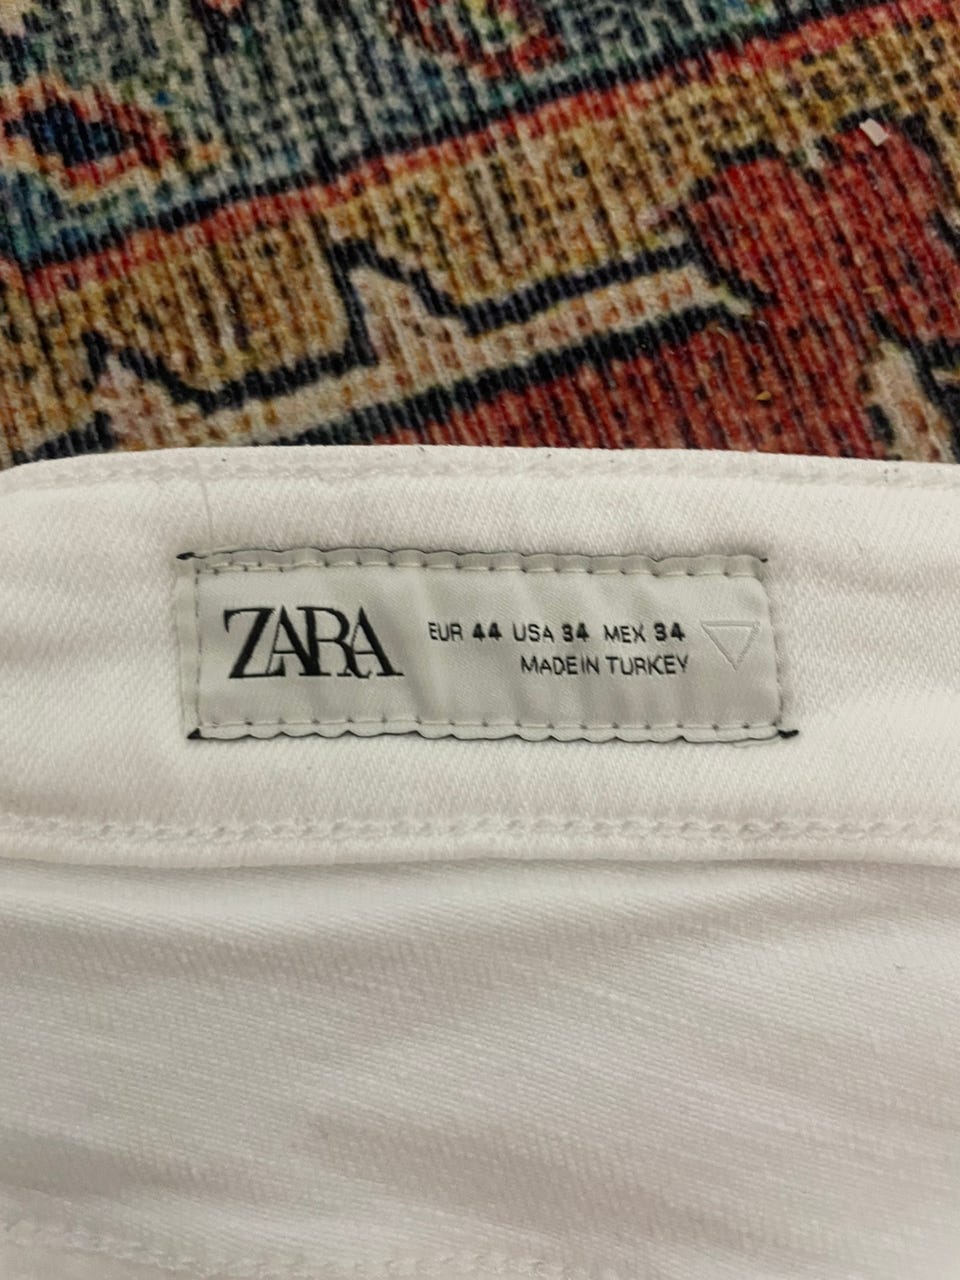 ZARA
EUR 44 USA 34 MEX 34
MADE IN TURKEY